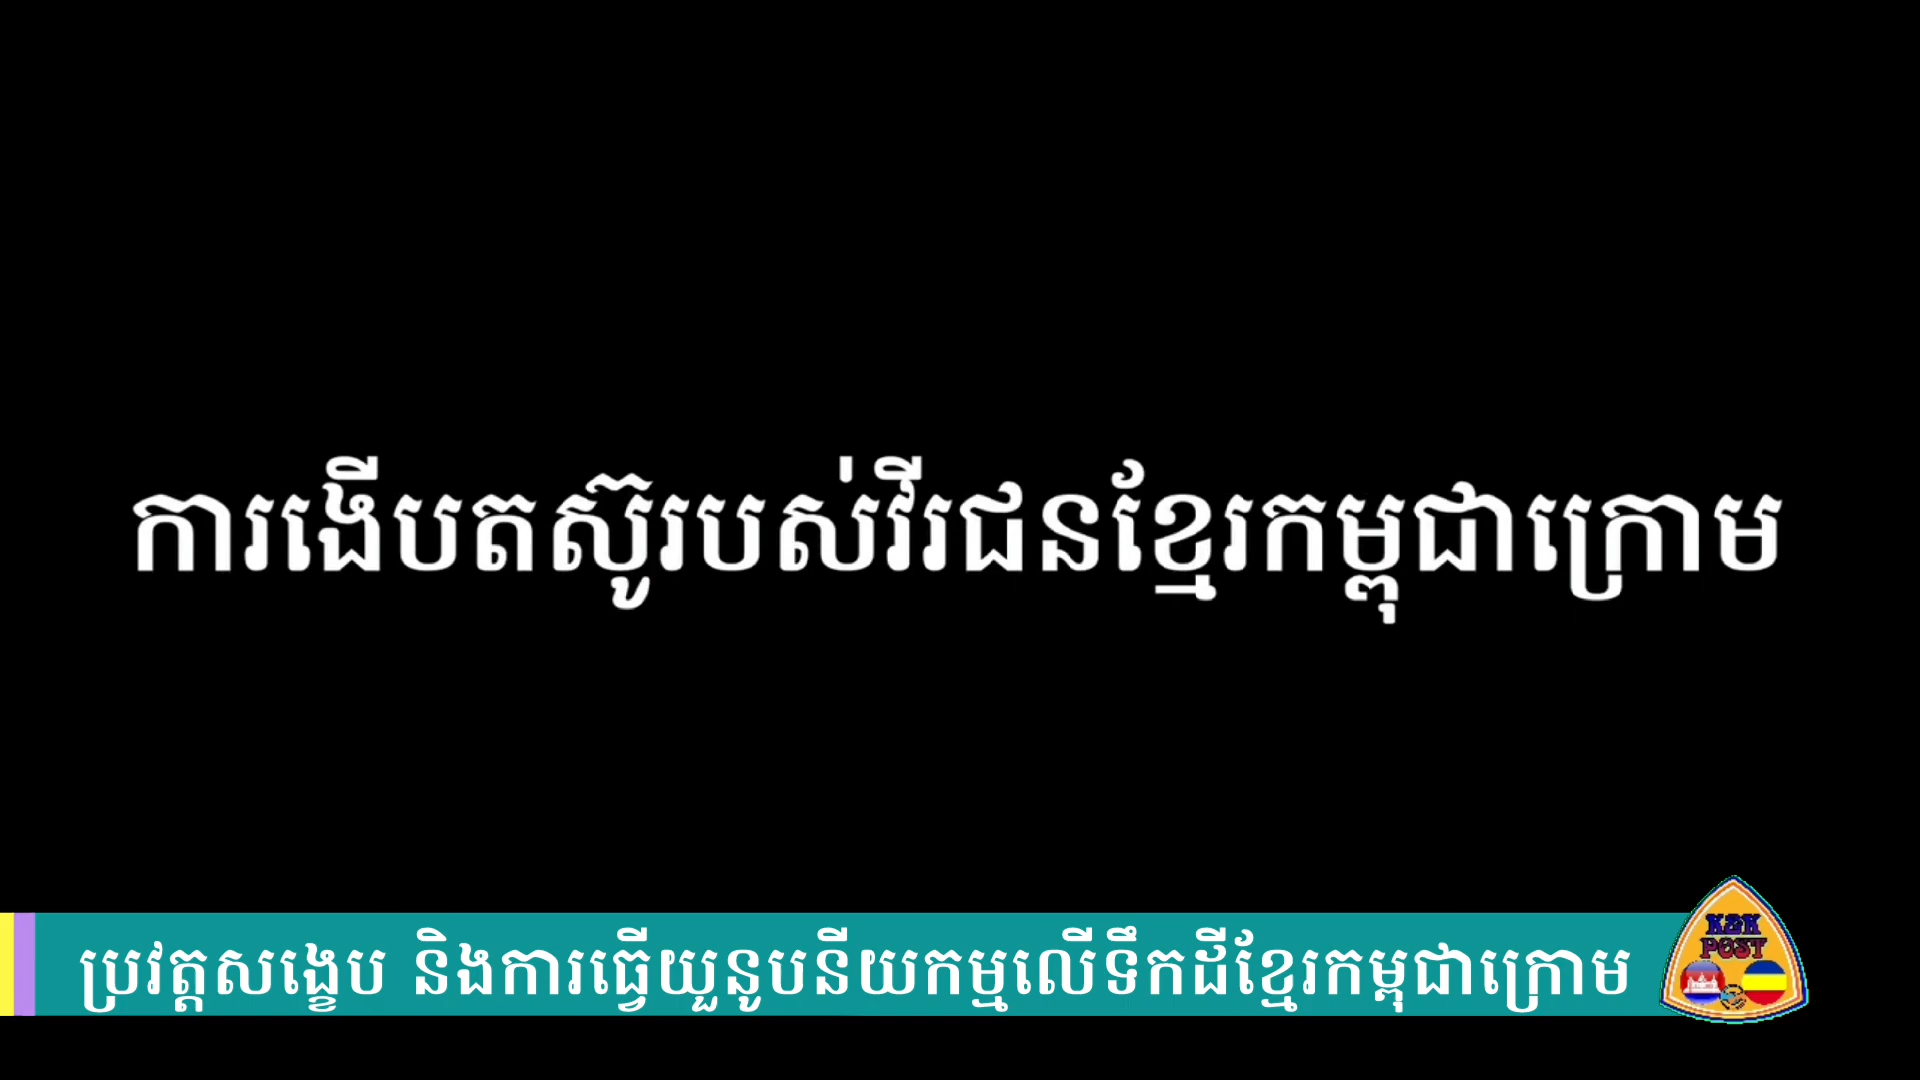 ការងើបតស៊ូរបស់វីរជនខ្មែរកម្ពុជាក្រោម
ប្រវត្តសង្ខេប និងការធ្វើយួនូបនីយកម្មលើទឹកដីខ្មែរកម្ពុជាក្រោម
K&K
POST